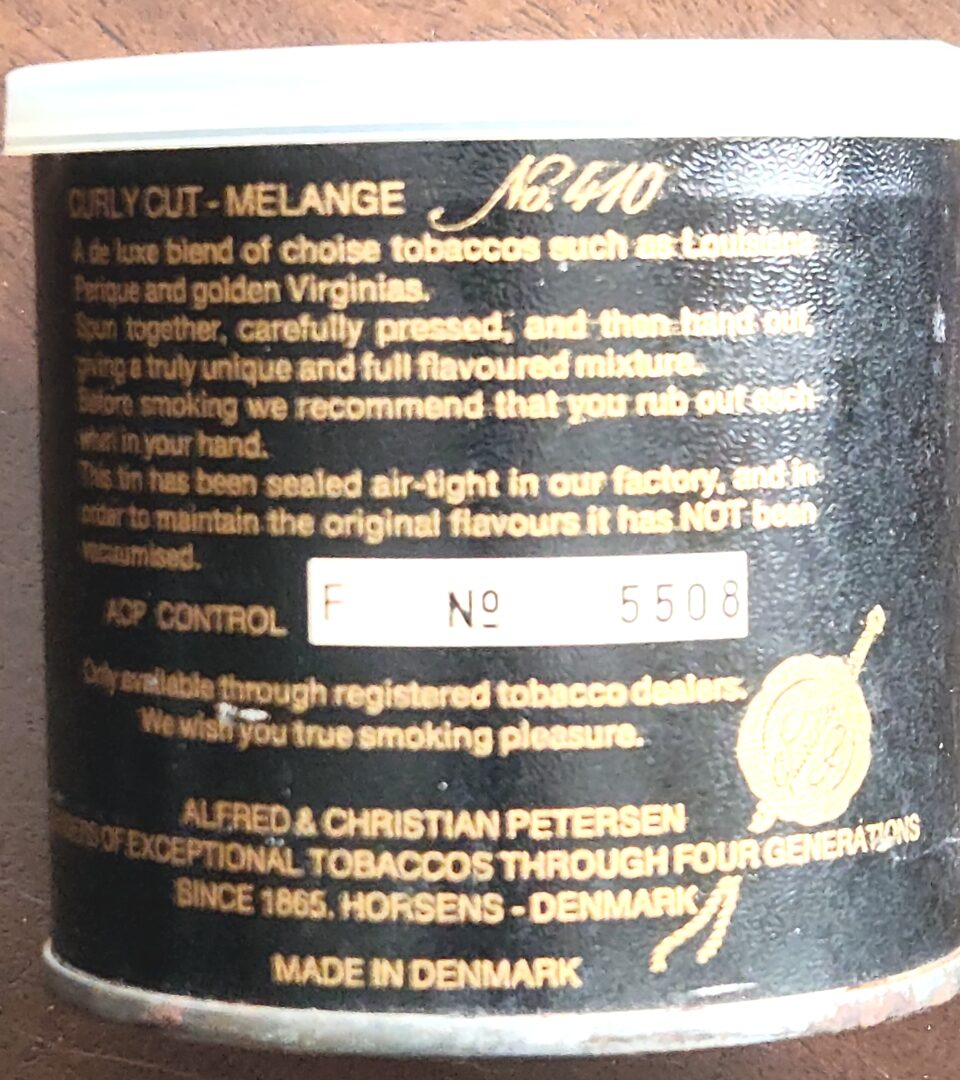 CURLY CUT - MELANGE No. 410
A de luxe blend of choise tobaccos such as Louisiana
Perique and golden Virginias.
Spun together, carefully pressed, and then hand cut,
giving a truly unique and full flavoured mixture.
Before smoking we recommend that you rub out each
in your hand.
This tin has been sealed air-tight in our factory, and in
order to maintain the original flavours it has NOT been
vacuumised.
ACP CONTROL F Nº 5508
Only available through registered tobacco dealers.
We wish you true smoking pleasure.
ALFRED & CHRISTIAN PETERSEN
OF EXCEPTIONAL TOBACCOS THROUGH FOUR GENERATIONS
SINCE 1865. HORSENS - DENMARK
MADE IN DENMARK